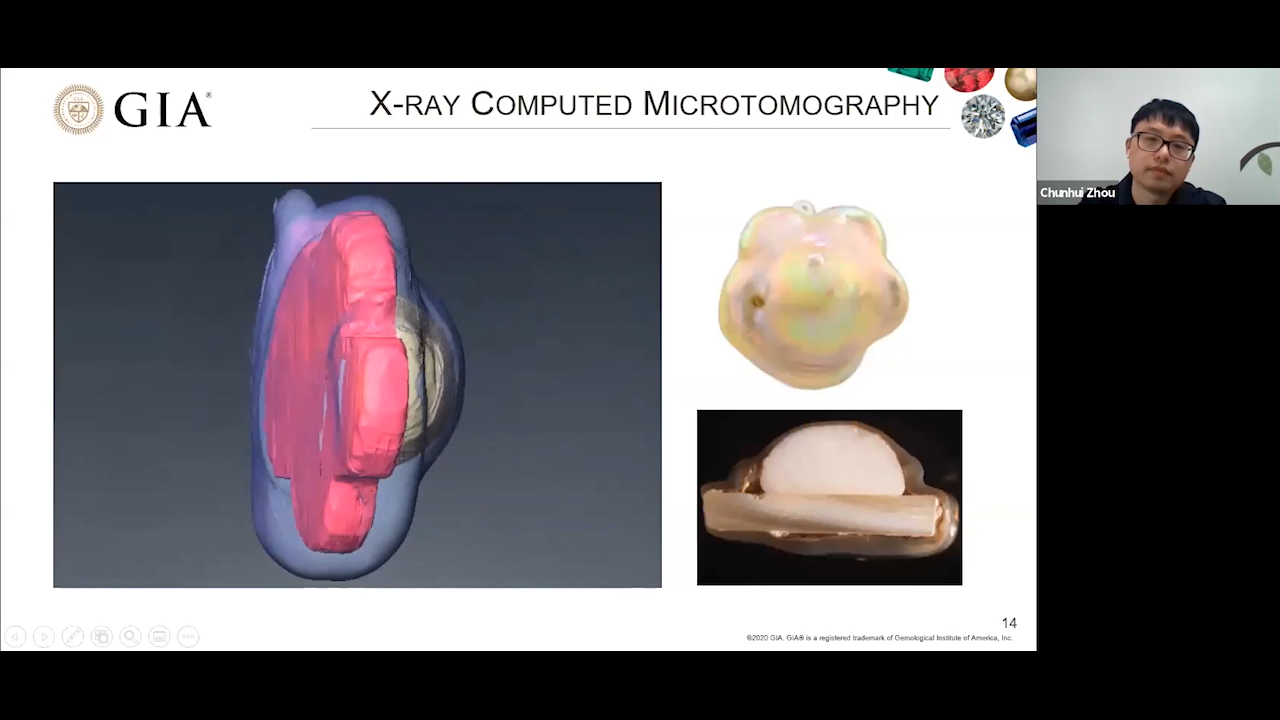 GIA®
X-RAY COMPUTED MICROTOMOGRAPHY
Chunhui Zhou
14
©2020 GIA. GIA® is a registered trademark of Gemological Institute of America, Inc.